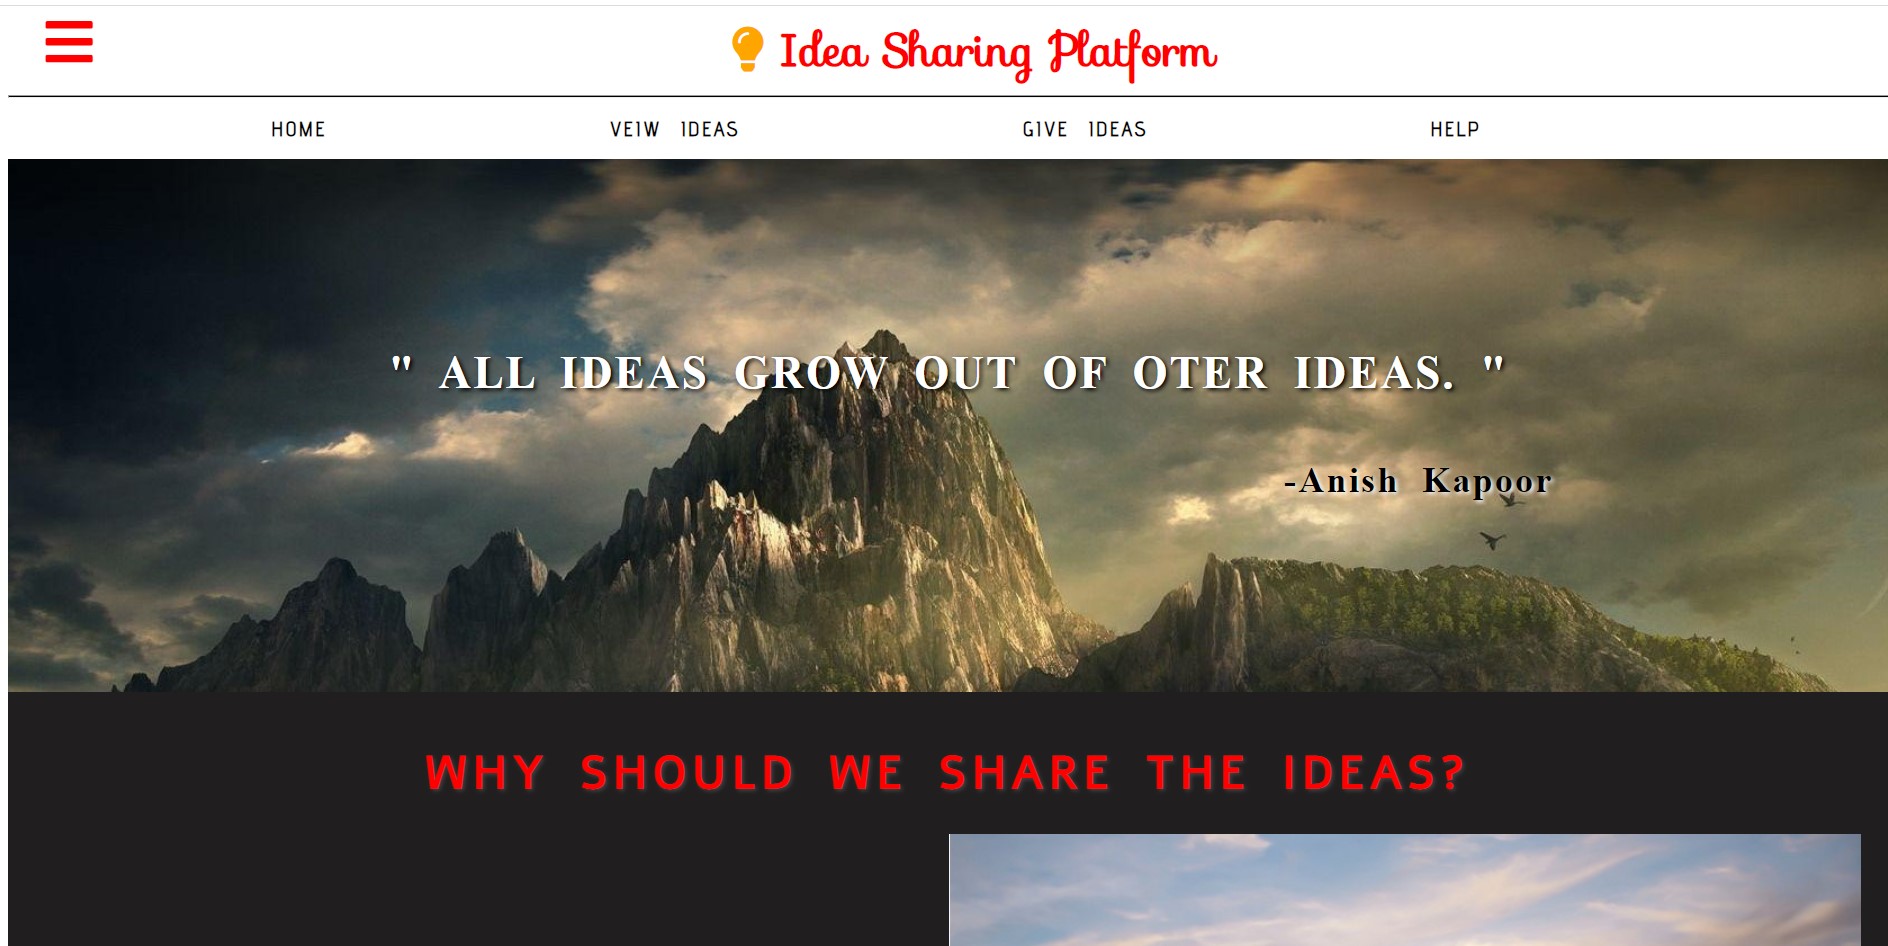 Idea Sharing Platform
HOME VEIW IDEAS GIVE IDEAS HELP
" ALL IDEAS GROW OUT OF OTER IDEAS. "
-Anish Kapoor
WHY SHOULD WE SHARE THE IDEAS?